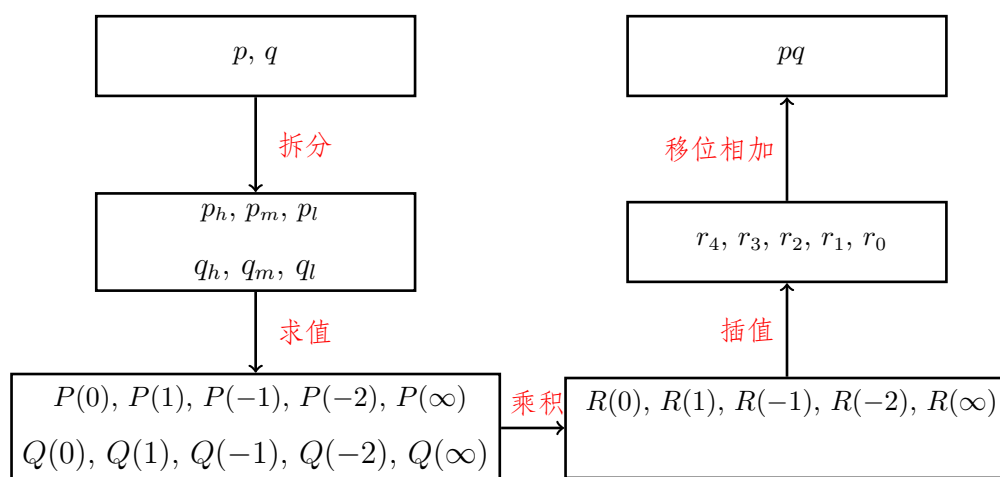 p, q
拆分
p_h, p_m, p_l
q_h, q_m, q_l
求值
P(0), P(1), P(−1), P(−2), P(∞)
Q(0), Q(1), Q(−1), Q(−2), Q(∞)
乘积
R(0), R(1), R(−1), R(−2), R(∞)
插值
r_4, r_3, r_2, r_1, r_0
移位相加
pq